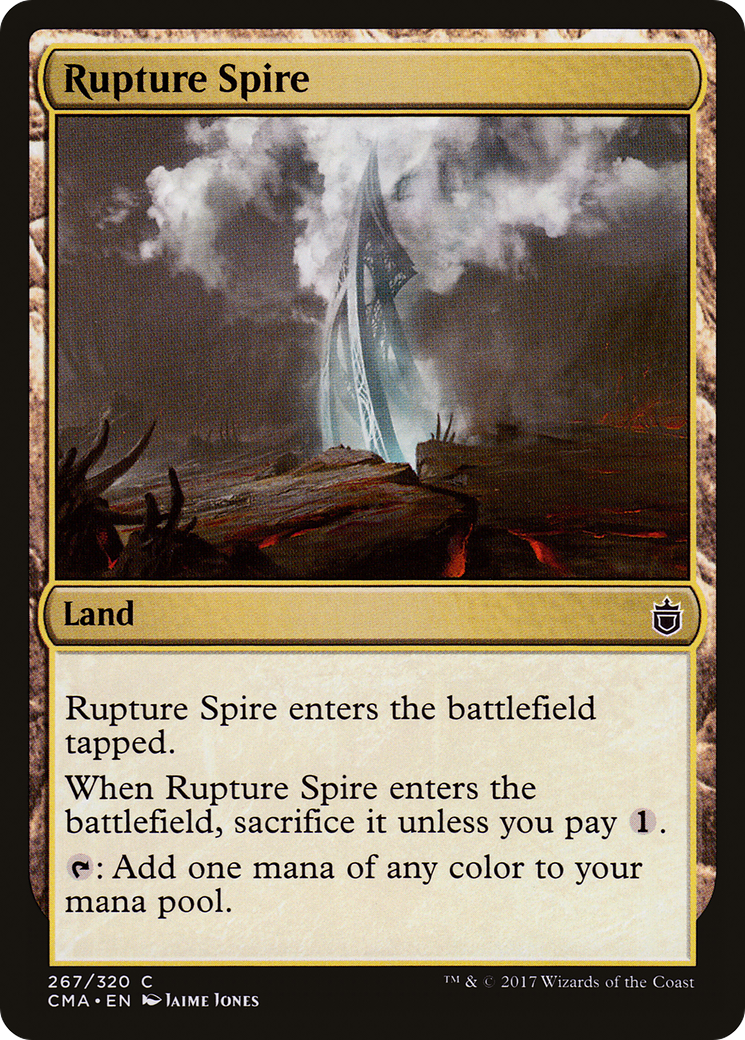 Rupture Spire
Land
Rupture Spire enters the battlefield
tapped.
When Rupture Spire enters the
battlefield, sacrifice it unless you pay 1.
: Add one mana of any color to your
mana pool.
267/320 C
™ & © 2017 Wizards of the Coast
CMA • EN Jaime Jones